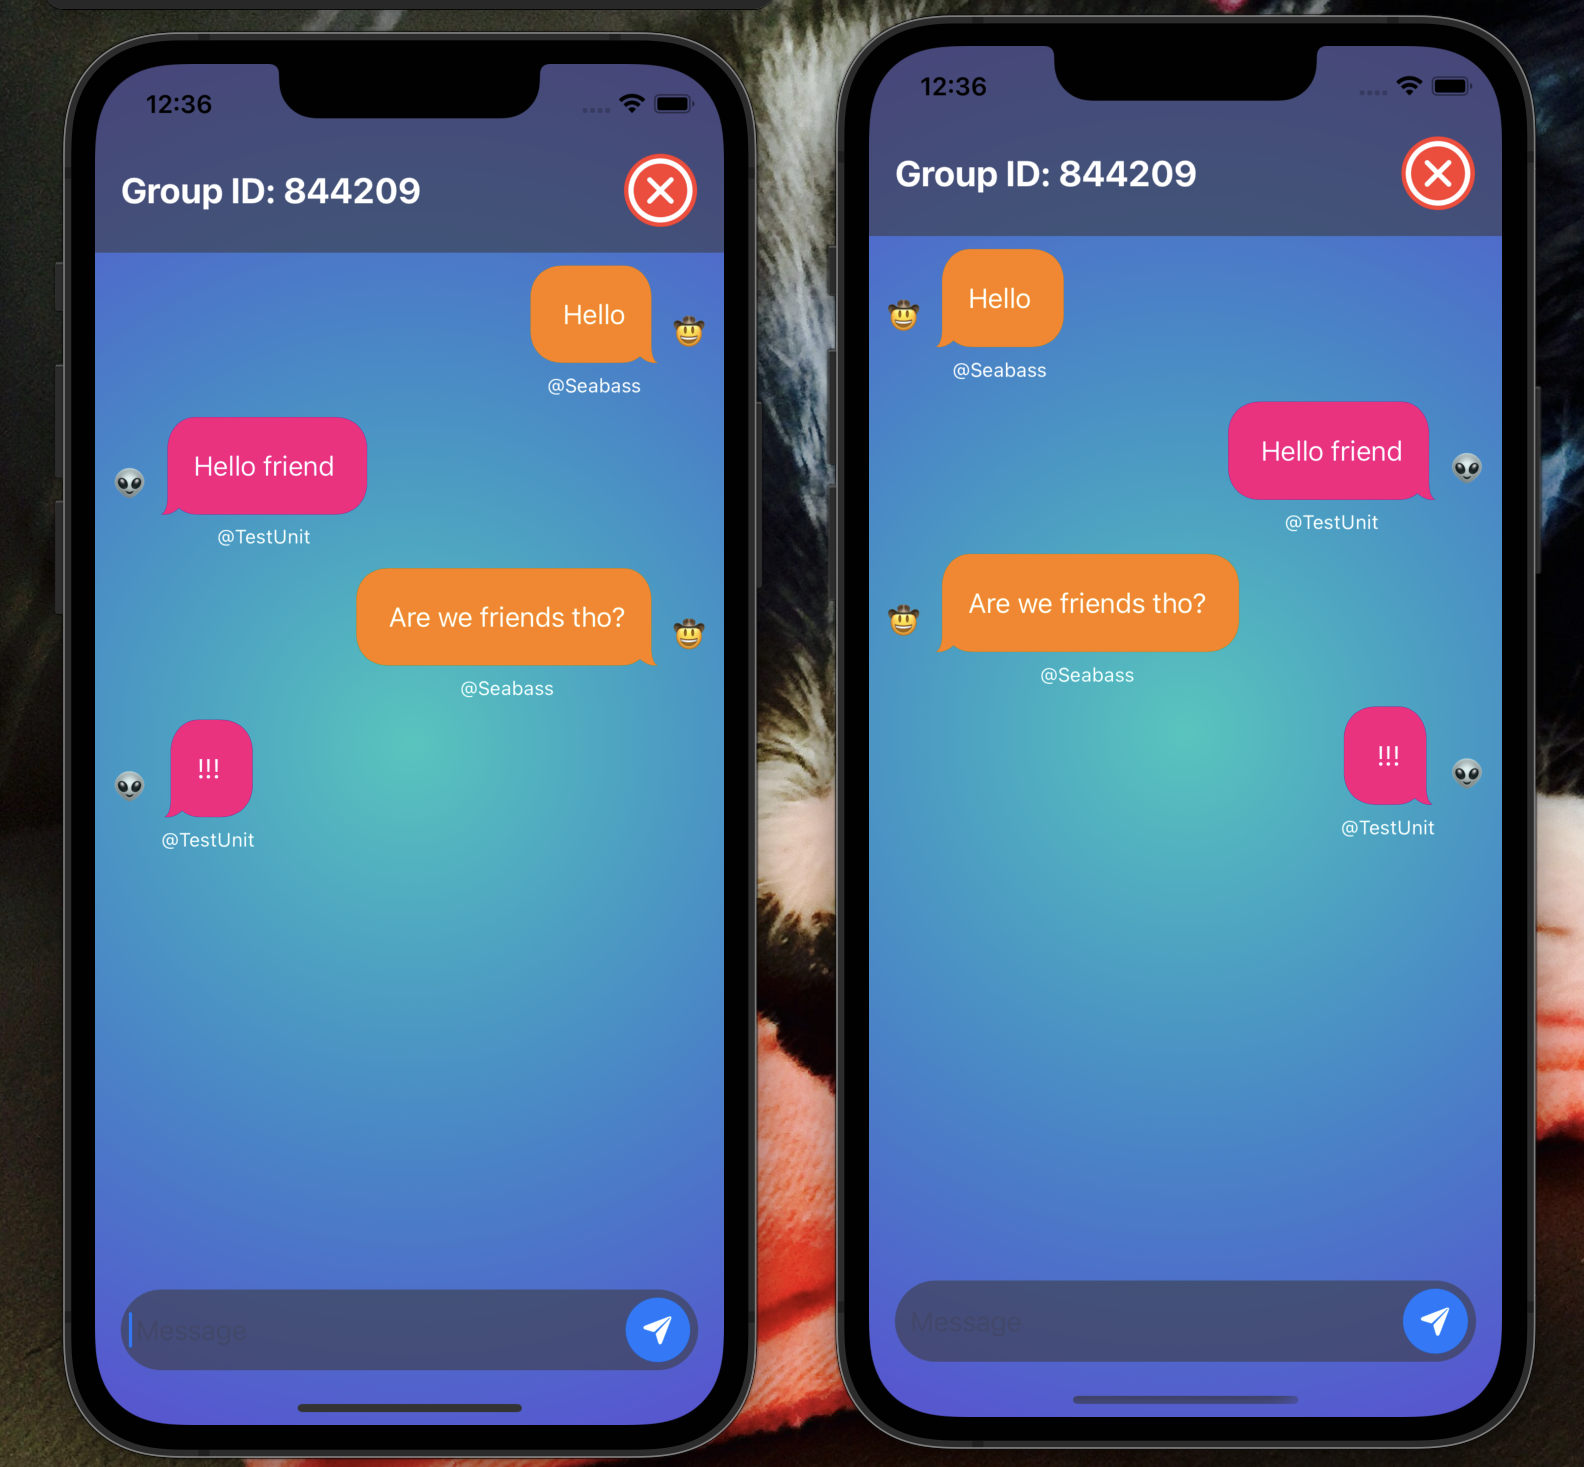 12:36
Group ID: 844209
Hello
@Seabass
Hello friend
@TestUnit
Are we friends tho?
@Seabass
!!!
@TestUnit
Message
12:36
Group ID: 844209
Hello
@Seabass
Hello friend
@TestUnit
Are we friends tho?
@Seabass
!!!
@TestUnit
Message